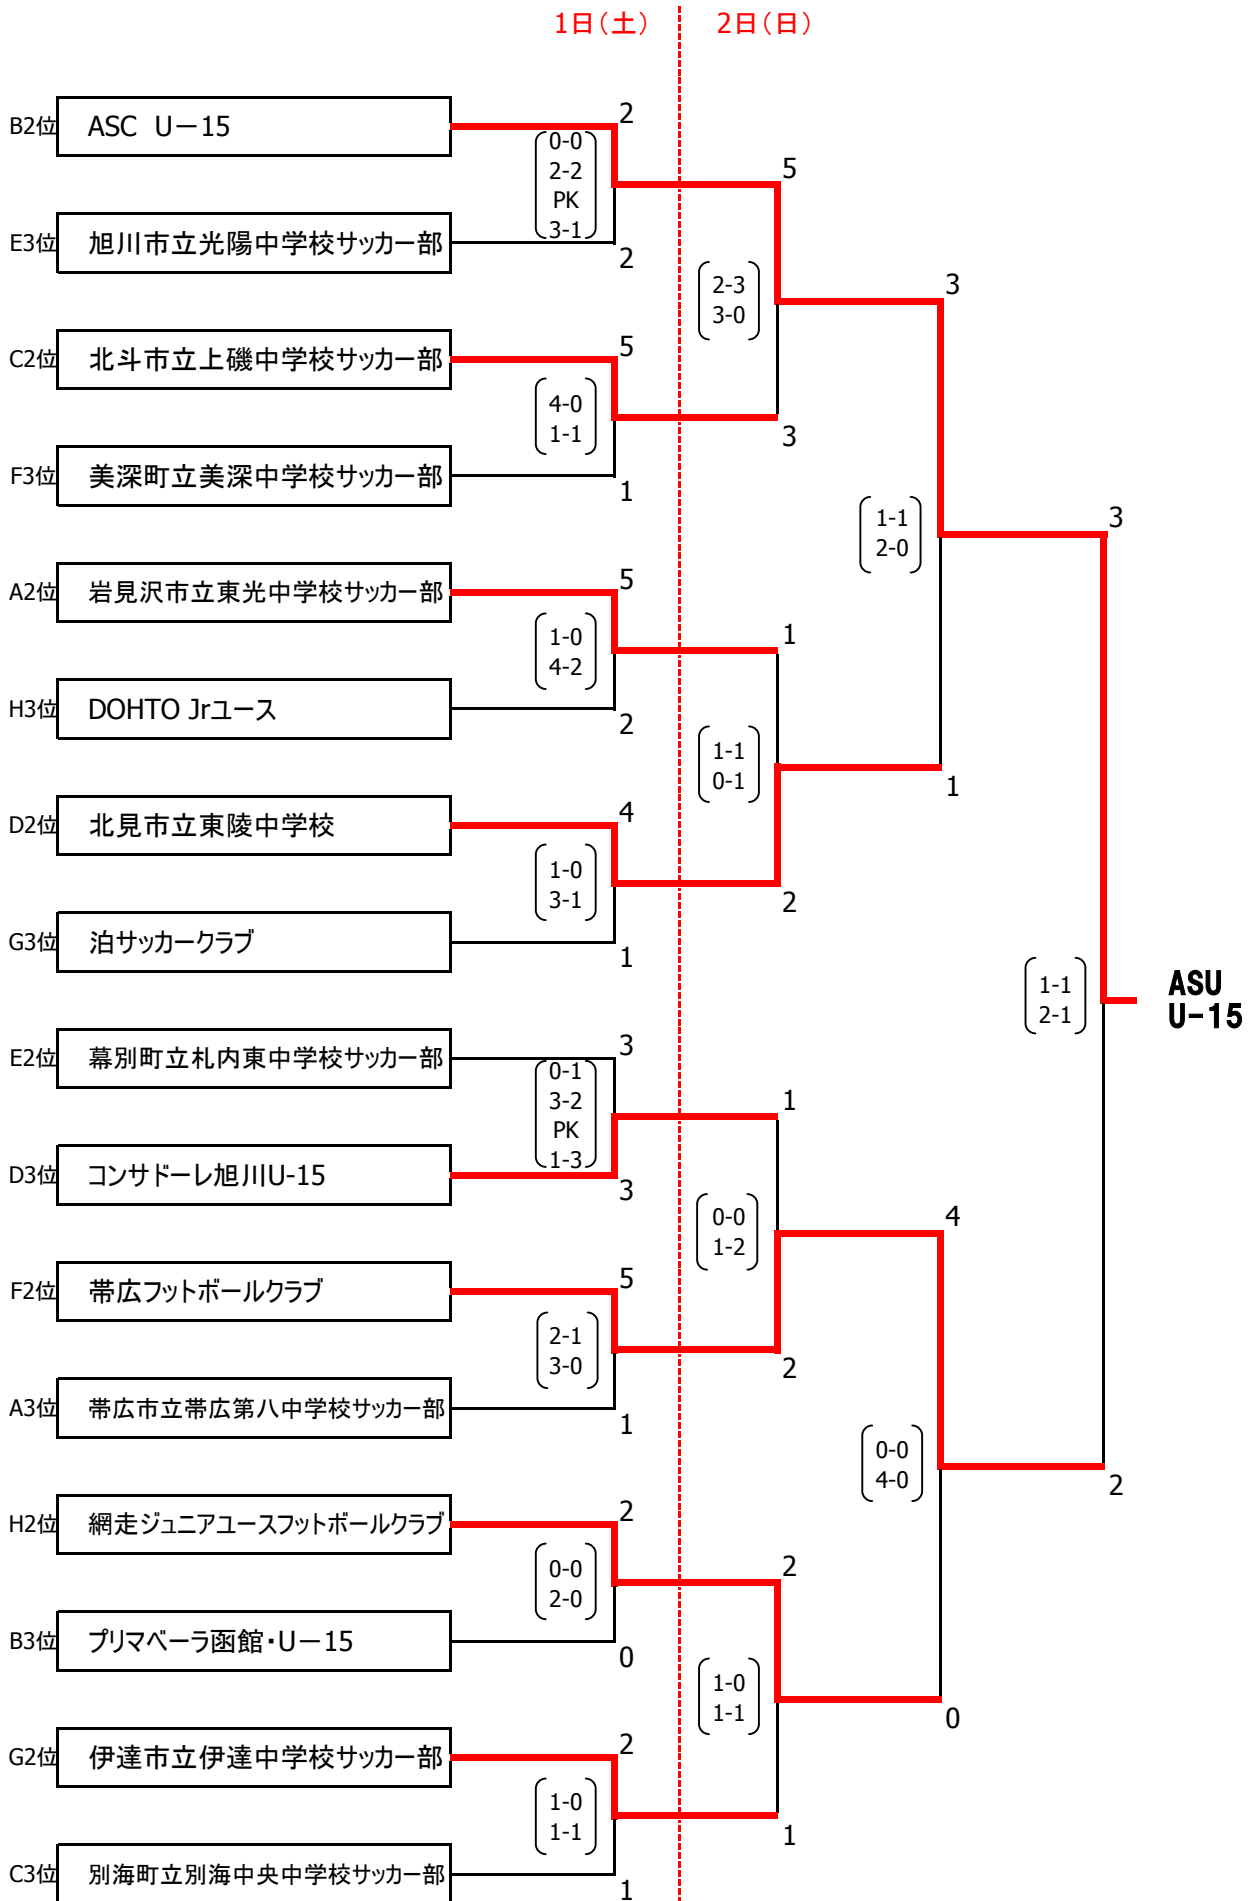 1日(土) 2日(日)
B2位 ASC U－15 2
0-0
2-2
PK
3-1
5
E3位 旭川市立光陽中学校サッカー部 2
2-3
3-0
3
C2位 北斗市立上磯中学校サッカー部 5
4-0
1-1
3
F3位 美深町立美深中学校サッカー部 1
1-1
2-0
3
A2位 岩見沢市立東光中学校サッカー部 5
1-0
4-2
1
H3位 DOHTO Jrユース 2
1-1
0-1
1
D2位 北見市立東陵中学校 4
1-0
3-1
2
G3位 泊サッカークラブ 1
1-1
2-1
ASU
U-15
E2位 幕別町立札内東中学校サッカー部 3
0-1
3-2
PK
1-3
1
D3位 コンサドーレ旭川U-15 3
0-0
1-2
4
F2位 帯広フットボールクラブ 5
2-1
3-0
2
A3位 帯広市立帯広第八中学校サッカー部 1
0-0
4-0
2
H2位 網走ジュニアユースフットボールクラブ 2
0-0
2-0
2
B3位 プリマベーラ函館・U－15 0
1-0
1-1
0
G2位 伊達市立伊達中学校サッカー部 2
1-0
1-1
1
C3位 別海町立別海中央中学校サッカー部 1